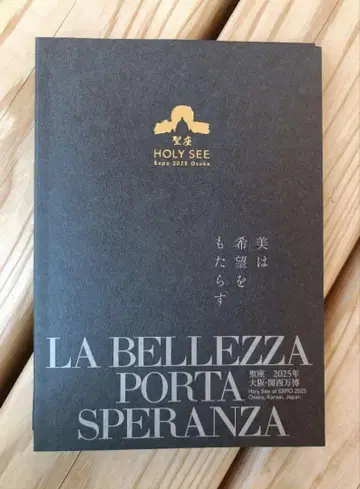 聖座
HOLY SEE
Expo 2025 Osaka
美は
希望を
もたらす
LA BELLEZZA
PORTA
SPERANZA
聖座 2025年
大阪・関西万博
Holy See at EXPO 2025
Osaka, Kansai, Japan